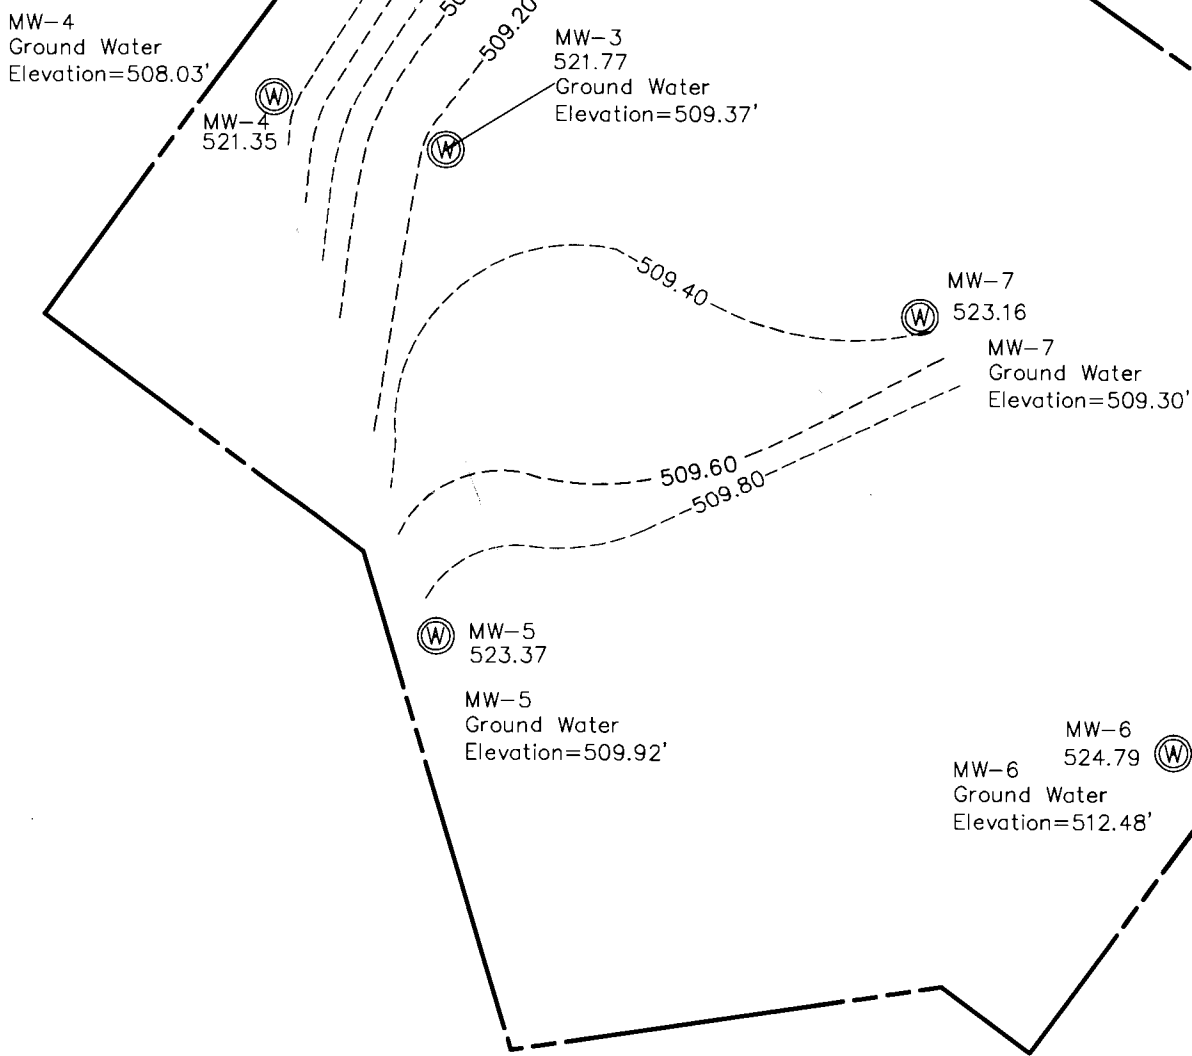 MW-4
Ground Water
Elevation=508.03'
509.20
MW-3
521.77
Ground Water
Elevation=509.37'
W
MW-4
521.35
W
509.40
MW-7
523.16
W
MW-7
Ground Water
Elevation=509.30'
509.60
509.80
W
MW-5
523.37
MW-5
Ground Water
Elevation=509.92'
MW-6
524.79
W
MW-6
Ground Water
Elevation=512.48'